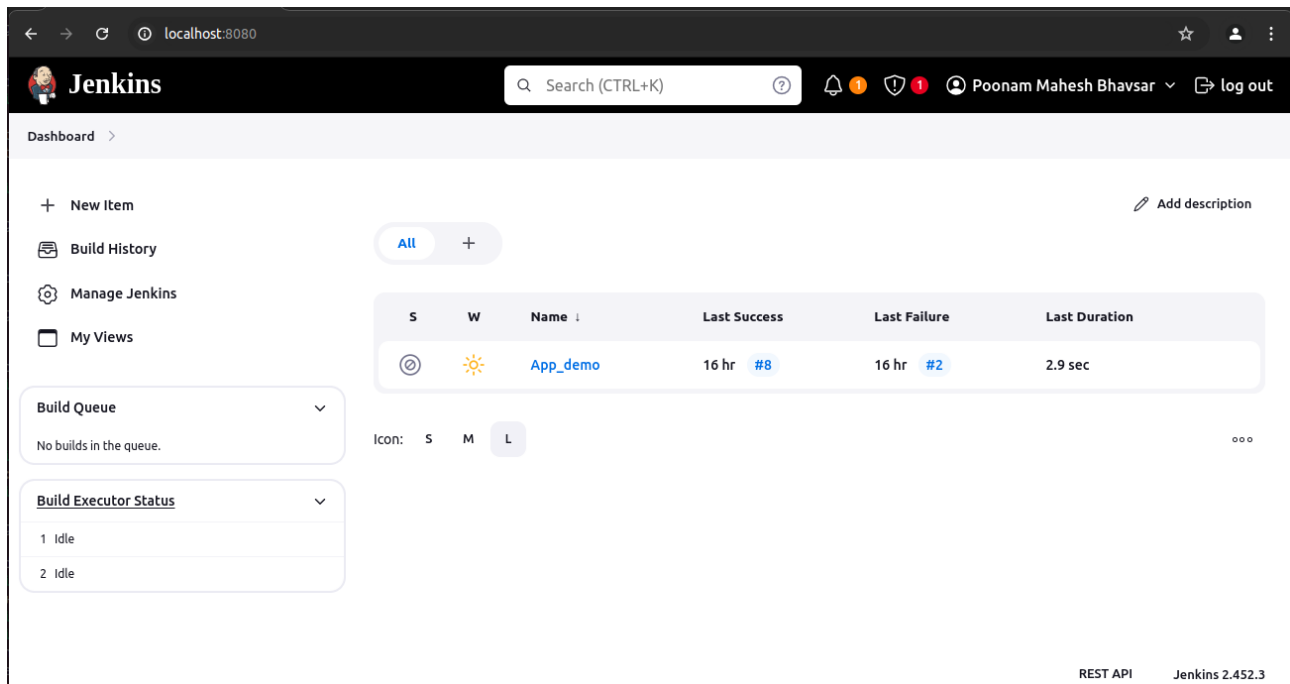 localhost:8080
Jenkins Search (CTRL+K) 1 1 Poonam Mahesh Bhavsar log out
Dashboard
New Item
Build History
Manage Jenkins
My Views
Build Queue
No builds in the queue.
Build Executor Status
1 Idle
2 Idle
Add description
All +
S W Name ↓ Last Success Last Failure Last Duration
App_demo 16 hr #8 16 hr #2 2.9 sec
Icon: S M L
REST API Jenkins 2.452.3